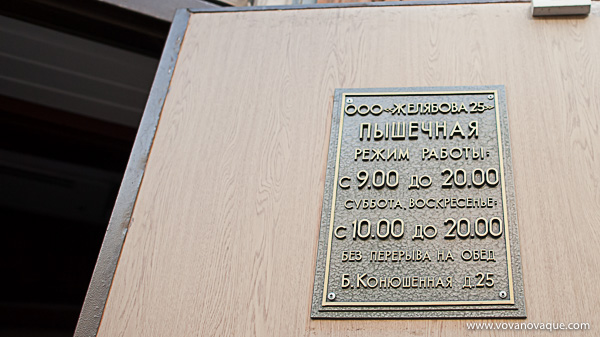 ООО «ЖЕЛЯБОВА 25»
ПЫШЕЧНАЯ
РЕЖИМ РАБОТЫ:
С 9.00 ДО 20.00
СУББОТА, ВОСКРЕСЕНЬЕ:
С 10.00 ДО 20.00
БЕЗ ПЕРЕРЫВА НА ОБЕД
Б. КОНЮШЕННАЯ Д. 25
www.vovanovaque.com